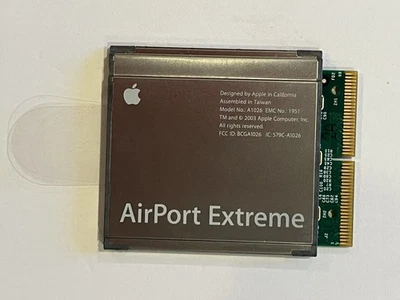 Designed by Apple in California
Assembled in Taiwan
Model No.: A1026 EMC No.: 1951
TM and © 2003 Apple Computer, Inc.
All rights reserved.
FCC ID: BCGA1026 IC: 579C-A1026
AirPort Extreme